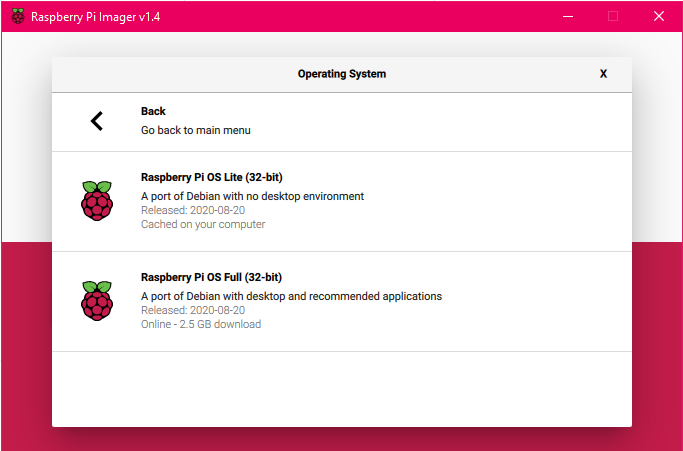 Raspberry Pi Imager v1.4
Operating System X
Back
Go back to main menu
Raspberry Pi OS Lite (32-bit)
A port of Debian with no desktop environment
Released: 2020-08-20
Cached on your computer
Raspberry Pi OS Full (32-bit)
A port of Debian with desktop and recommended applications
Released: 2020-08-20
Online - 2.5 GB download